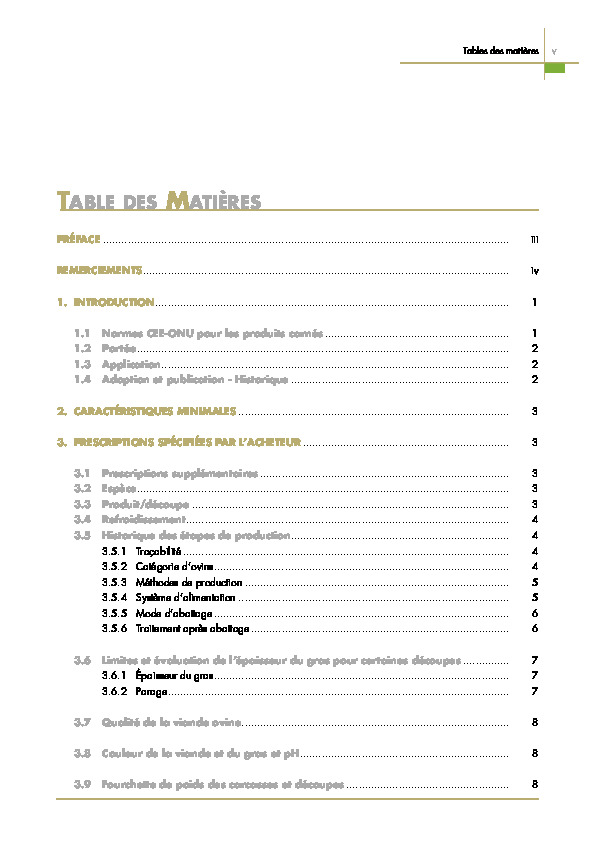 Tables des matières v
TABLE DES MATIÈRES
PRÉFACE ... iii
REMERCIEMENTS ... iv
1. INTRODUCTION ... 1
1.1 Normes CEE-ONU pour les produits carnés ... 1
1.2 Portée ... 2
1.3 Application ... 2
1.4 Adoption et publication - Historique ... 2
2. CARACTÉRISTIQUES MINIMALES ... 3
3. PRESCRIPTIONS SPÉCIFIÉES PAR L'ACHETEUR ... 3
3.1 Prescriptions supplémentaires ... 3
3.2 Espèce ... 3
3.3 Produit/découpe ... 3
3.4 Refroidissement ... 4
3.5 Historique des étapes de production ... 4
3.5.1 Traçabilité ... 4
3.5.2 Catégorie d'ovins ... 4
3.5.3 Méthodes de production ... 5
3.5.4 Système d'alimentation ... 5
3.5.5 Mode d'abattage ... 6
3.5.6 Traitement après abattage ... 6
3.6 Limites et évaluation de l'épaisseur du gras pour certaines découpes ... 7
3.6.1 Épaisseur du gras ... 7
3.6.2 Parage ... 7
3.7 Qualité de la viande ovine ... 8
3.8 Couleur de la viande et du gras et pH ... 8
3.9 Fourchette de poids des carcasses et découpes ... 8